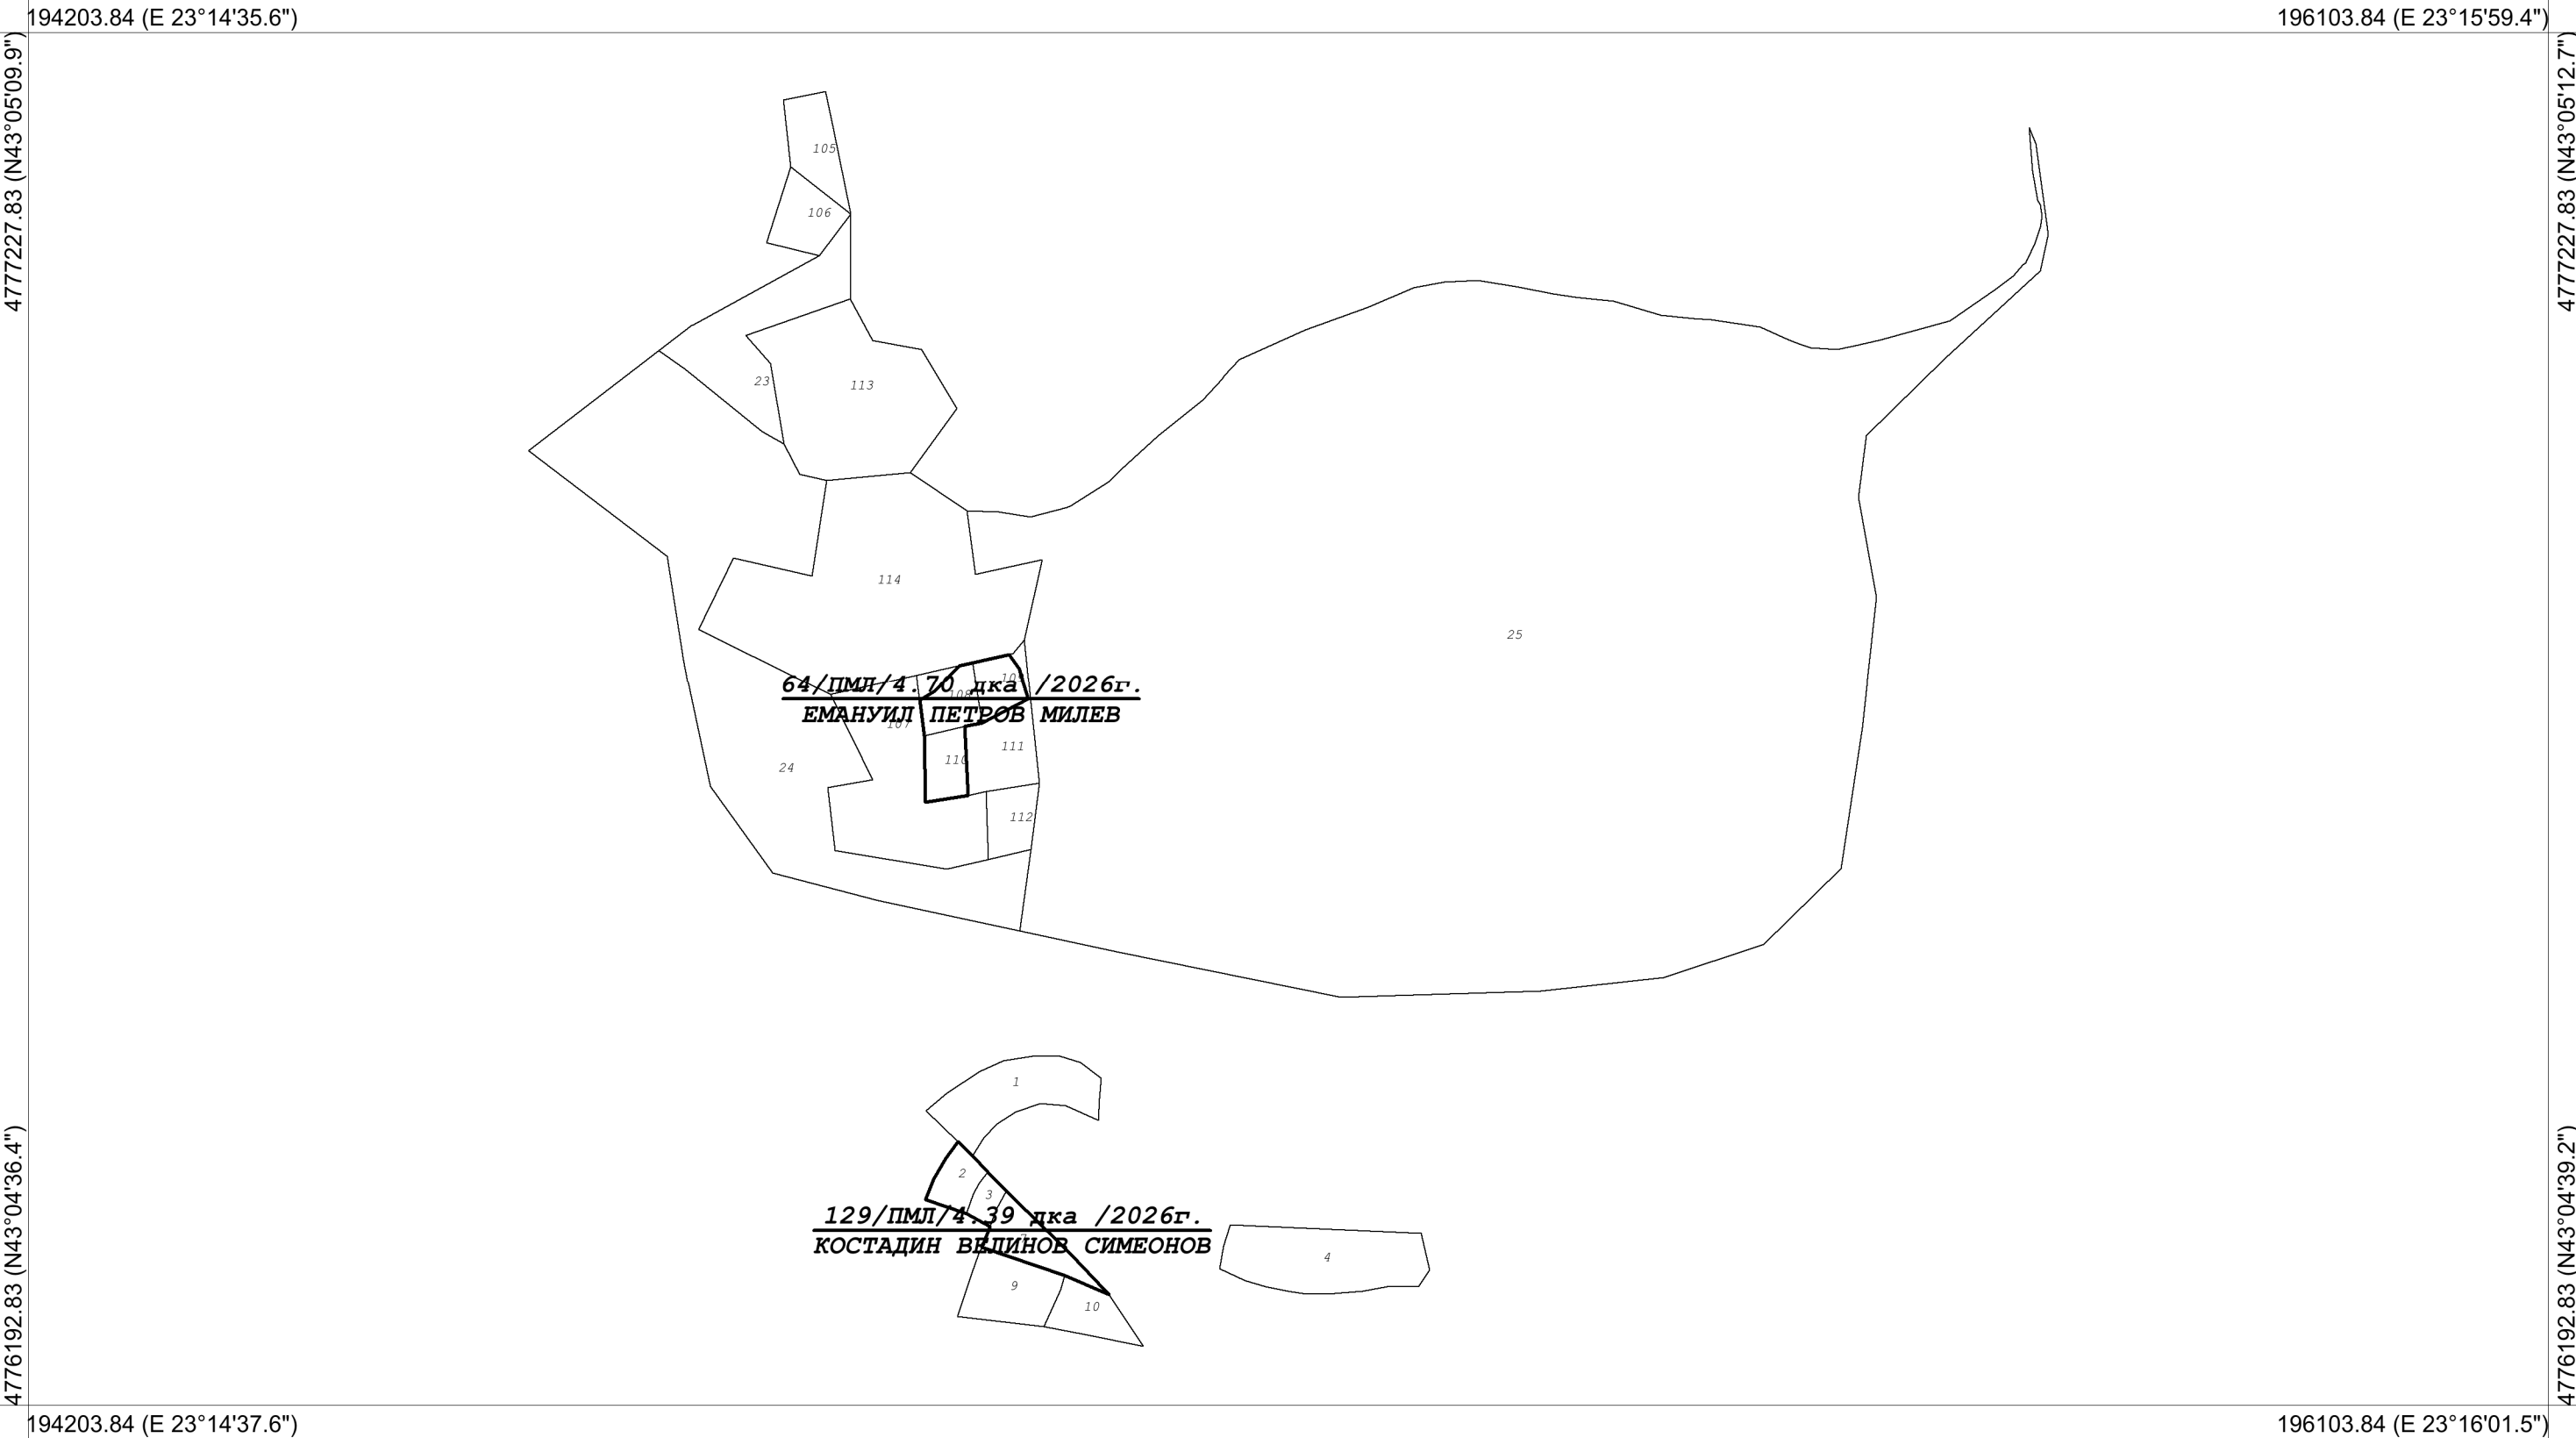 194203.84 (E 23°14'35.6")
196103.84 (E 23°15'59.4")
4777227.83 (N43°05'09.9")
4777227.83 (N43°05'12.7")
105
106
23
113
114
25
109
64/ПМЛ/4.70 дка /2026г.
108
ЕМАНУИЛ ПЕТРОВ МИЛЕВ
107
111
110
24
112
1
2
3
129/ПМЛ/4.39 дка /2026г.
КОСТАДИН ВЕЛИНОВ СИМЕОНОВ
4
9
10
4776192.83 (N43°04'36.4")
4776192.83 (N43°04'39.2")
194203.84 (E 23°14'37.6")
196103.84 (E 23°16'01.5")